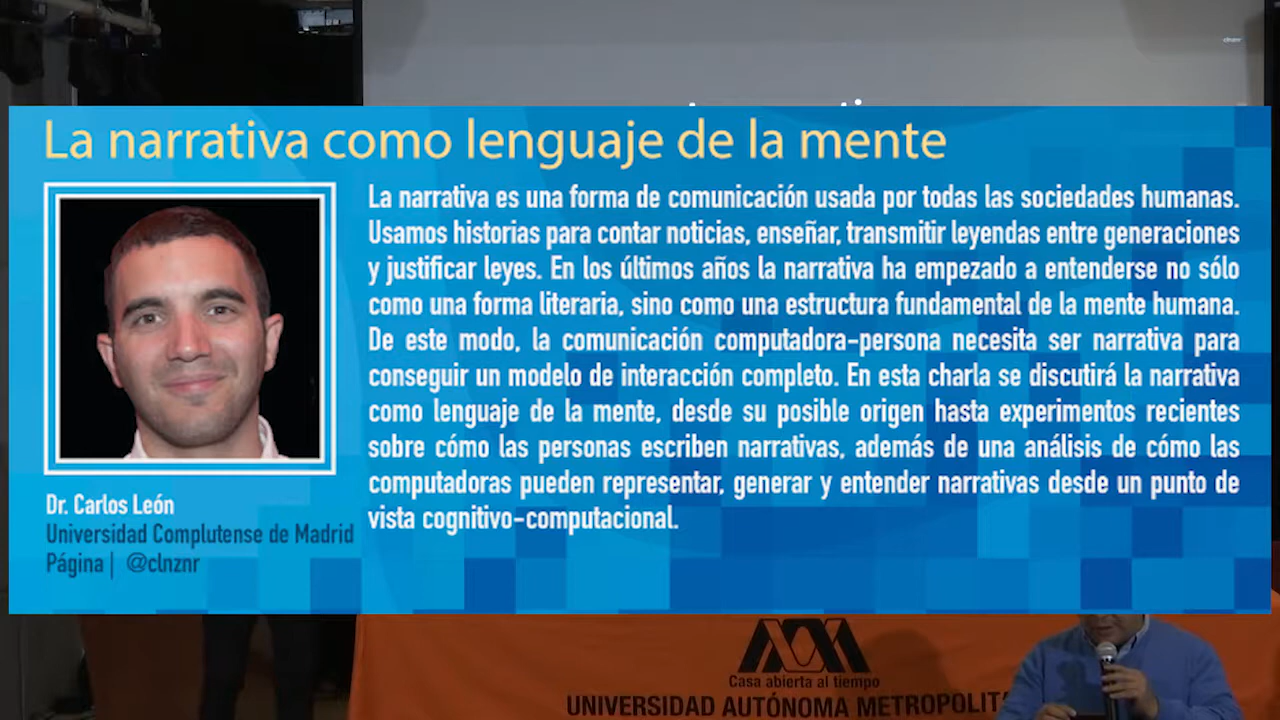 clnznr
La narrativa como lenguaje de la mente
La narrativa es una forma de comunicación usada por todas las sociedades humanas.
Usamos historias para contar noticias, enseñar, transmitir leyendas entre generaciones
y justificar leyes. En los últimos años la narrativa ha empezado a entenderse no sólo
como una forma literaria, sino como una estructura fundamental de la mente humana.
De este modo, la comunicación computadora-persona necesita ser narrativa para
conseguir un modelo de interacción completo. En esta charla se discutirá la narrativa
como lenguaje de la mente, desde su posible origen hasta experimentos recientes
sobre cómo las personas escriben narrativas, además de una análisis de cómo las
computadoras pueden representar, generar y entender narrativas desde un punto de
vista cognitivo-computacional.
Dr. Carlos León
Universidad Complutense de Madrid
Página | @clnznr
Casa abierta al tiempo
UNIVERSIDAD AUTÓNOMA METROPOLIT